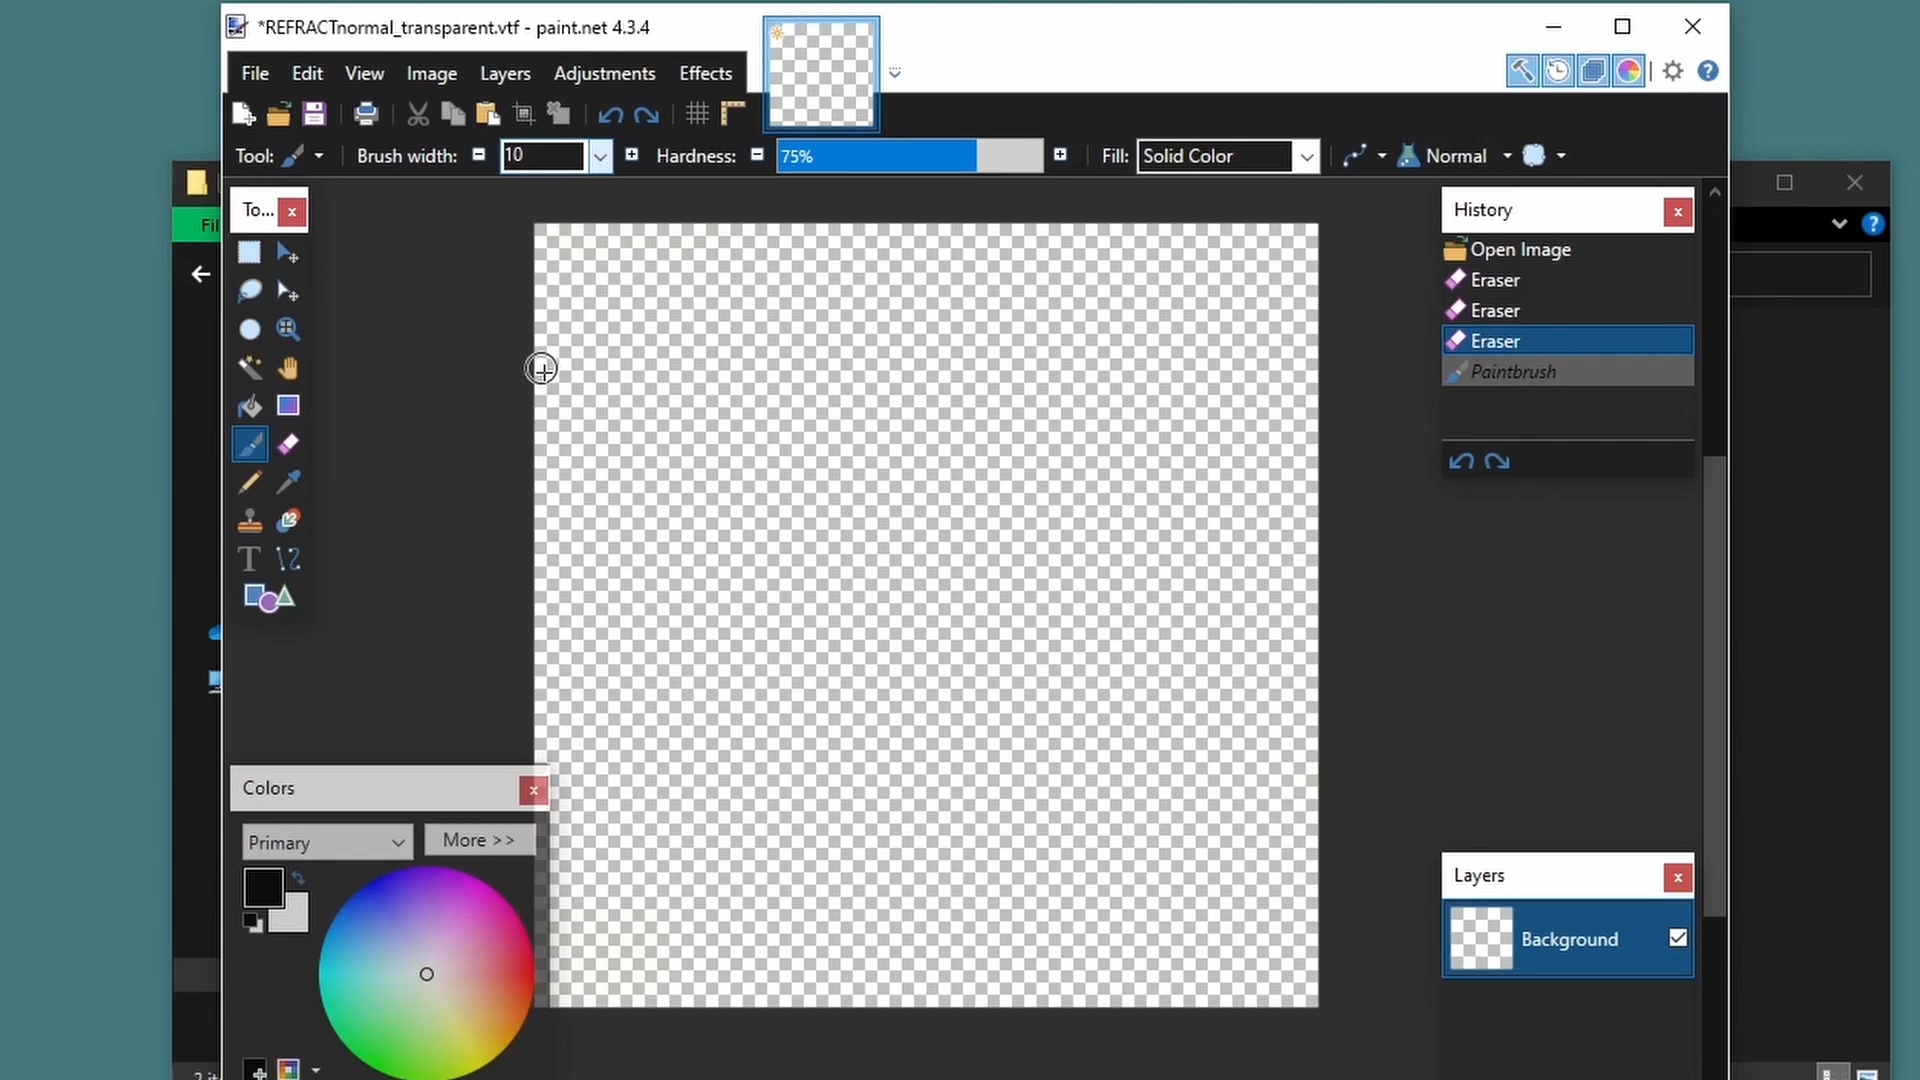 *REFRACTnormal_transparent.vtf - paint.net 4.3.4
File Edit View Image Layers Adjustments Effects
Tool: Brush width: 10 Hardness: 75% Fill: Solid Color Normal
To...
History
Fil
Open Image
Eraser
Eraser
Eraser
Paintbrush
Colors
Primary More >>
Layers
Background